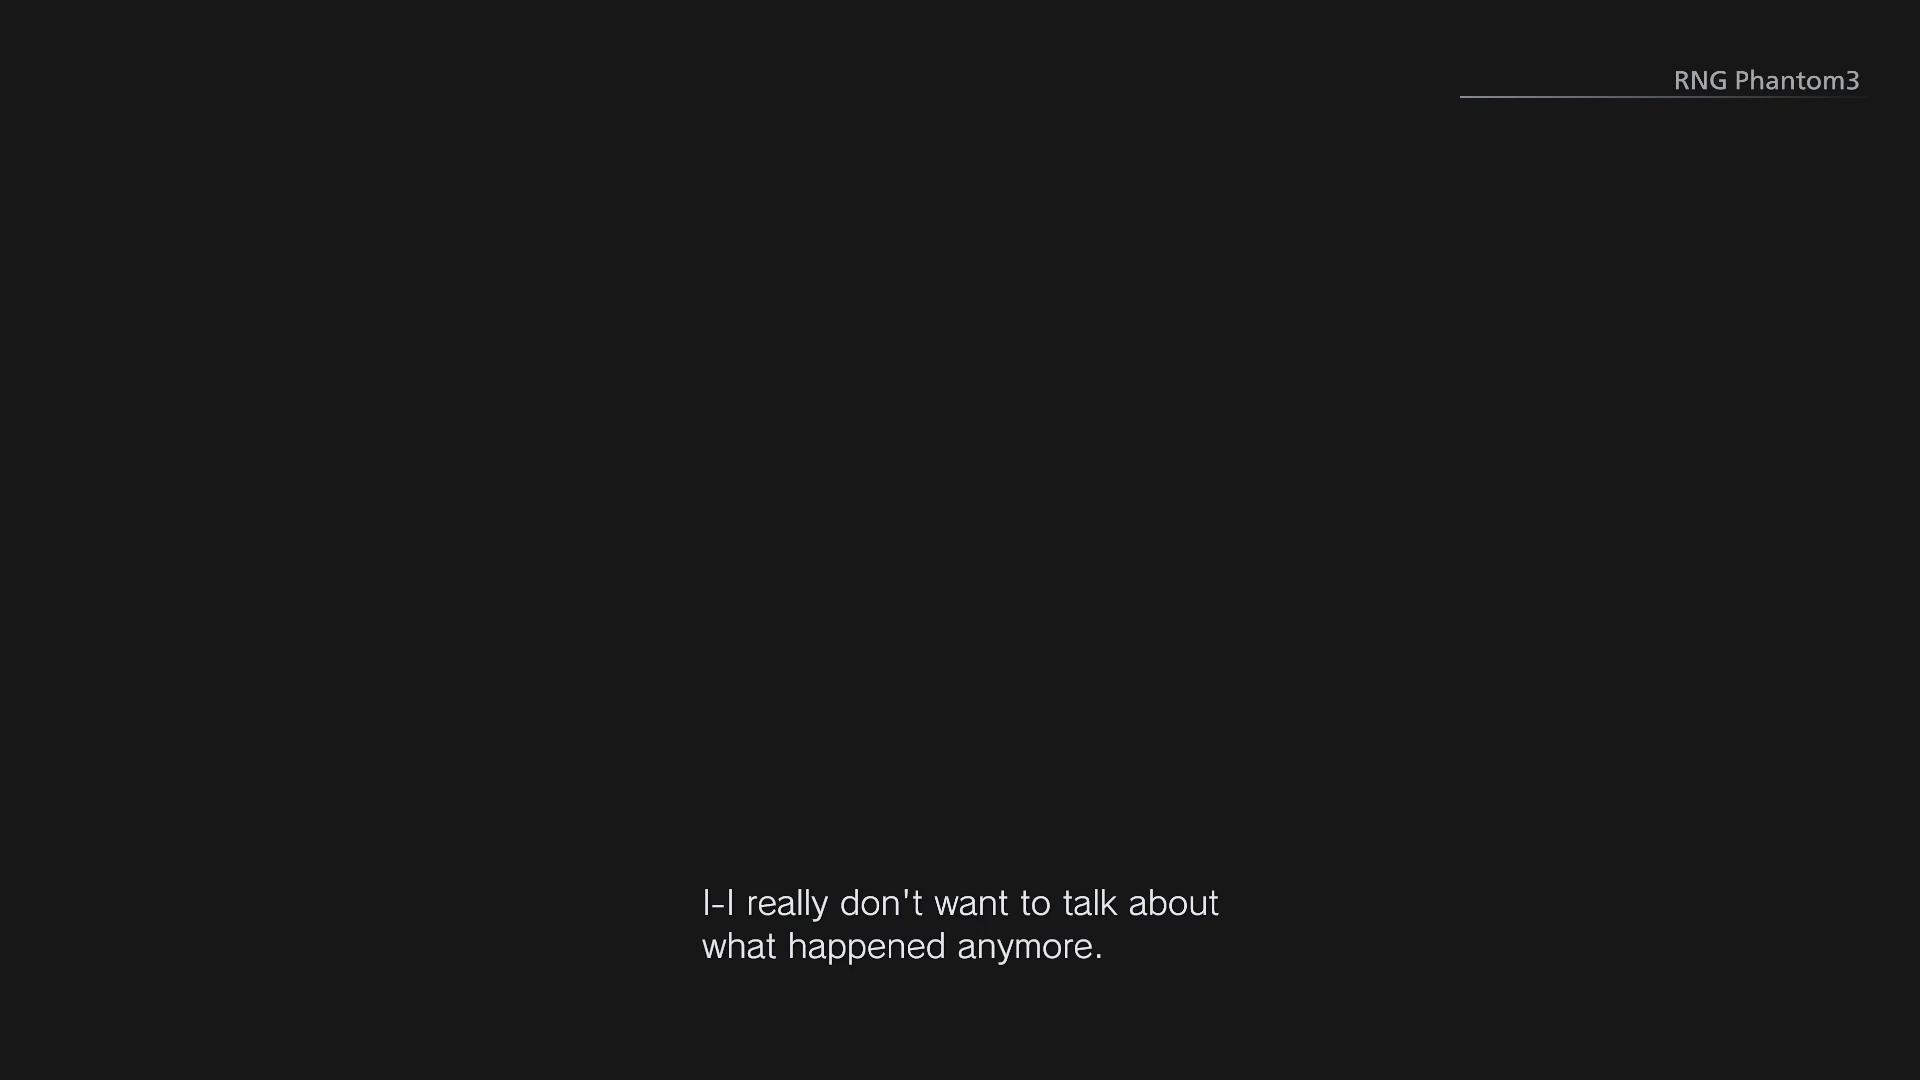 RNG Phantom3
I-I really don't want to talk about
what happened anymore.